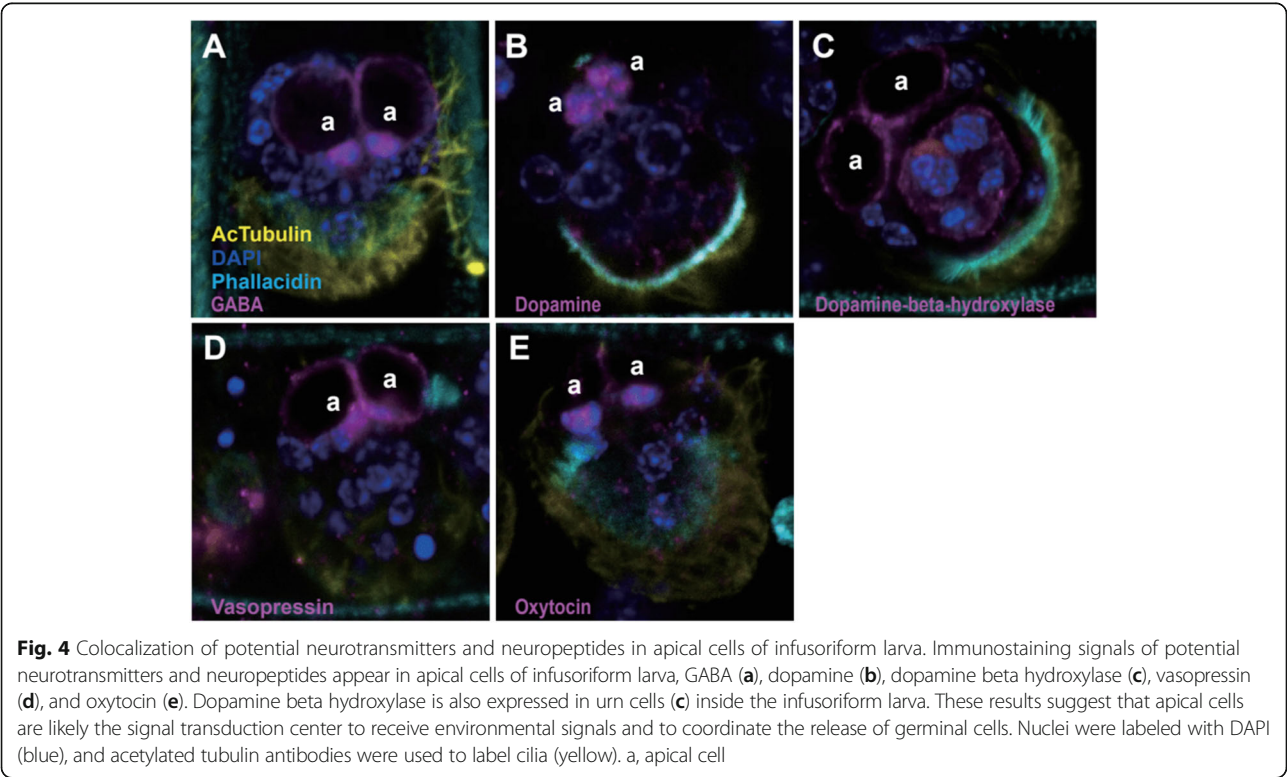 A
a
a
AcTubulin
DAPI
Phallacidin
GABA
B
a
a
Dopamine
C
a
a
Dopamine-beta-hydroxylase
D
a
a
Vasopressin
E
a
a
Oxytocin
Fig. 4 Colocalization of potential neurotransmitters and neuropeptides in apical cells of infusoriform larva. Immunostaining signals of potential
neurotransmitters and neuropeptides appear in apical cells of infusoriform larva, GABA (a), dopamine (b), dopamine beta hydroxylase (c), vasopressin
(d), and oxytocin (e). Dopamine beta hydroxylase is also expressed in urn cells (c) inside the infusoriform larva. These results suggest that apical cells
are likely the signal transduction center to receive environmental signals and to coordinate the release of germinal cells. Nuclei were labeled with DAPI
(blue), and acetylated tubulin antibodies were used to label cilia (yellow). a, apical cell